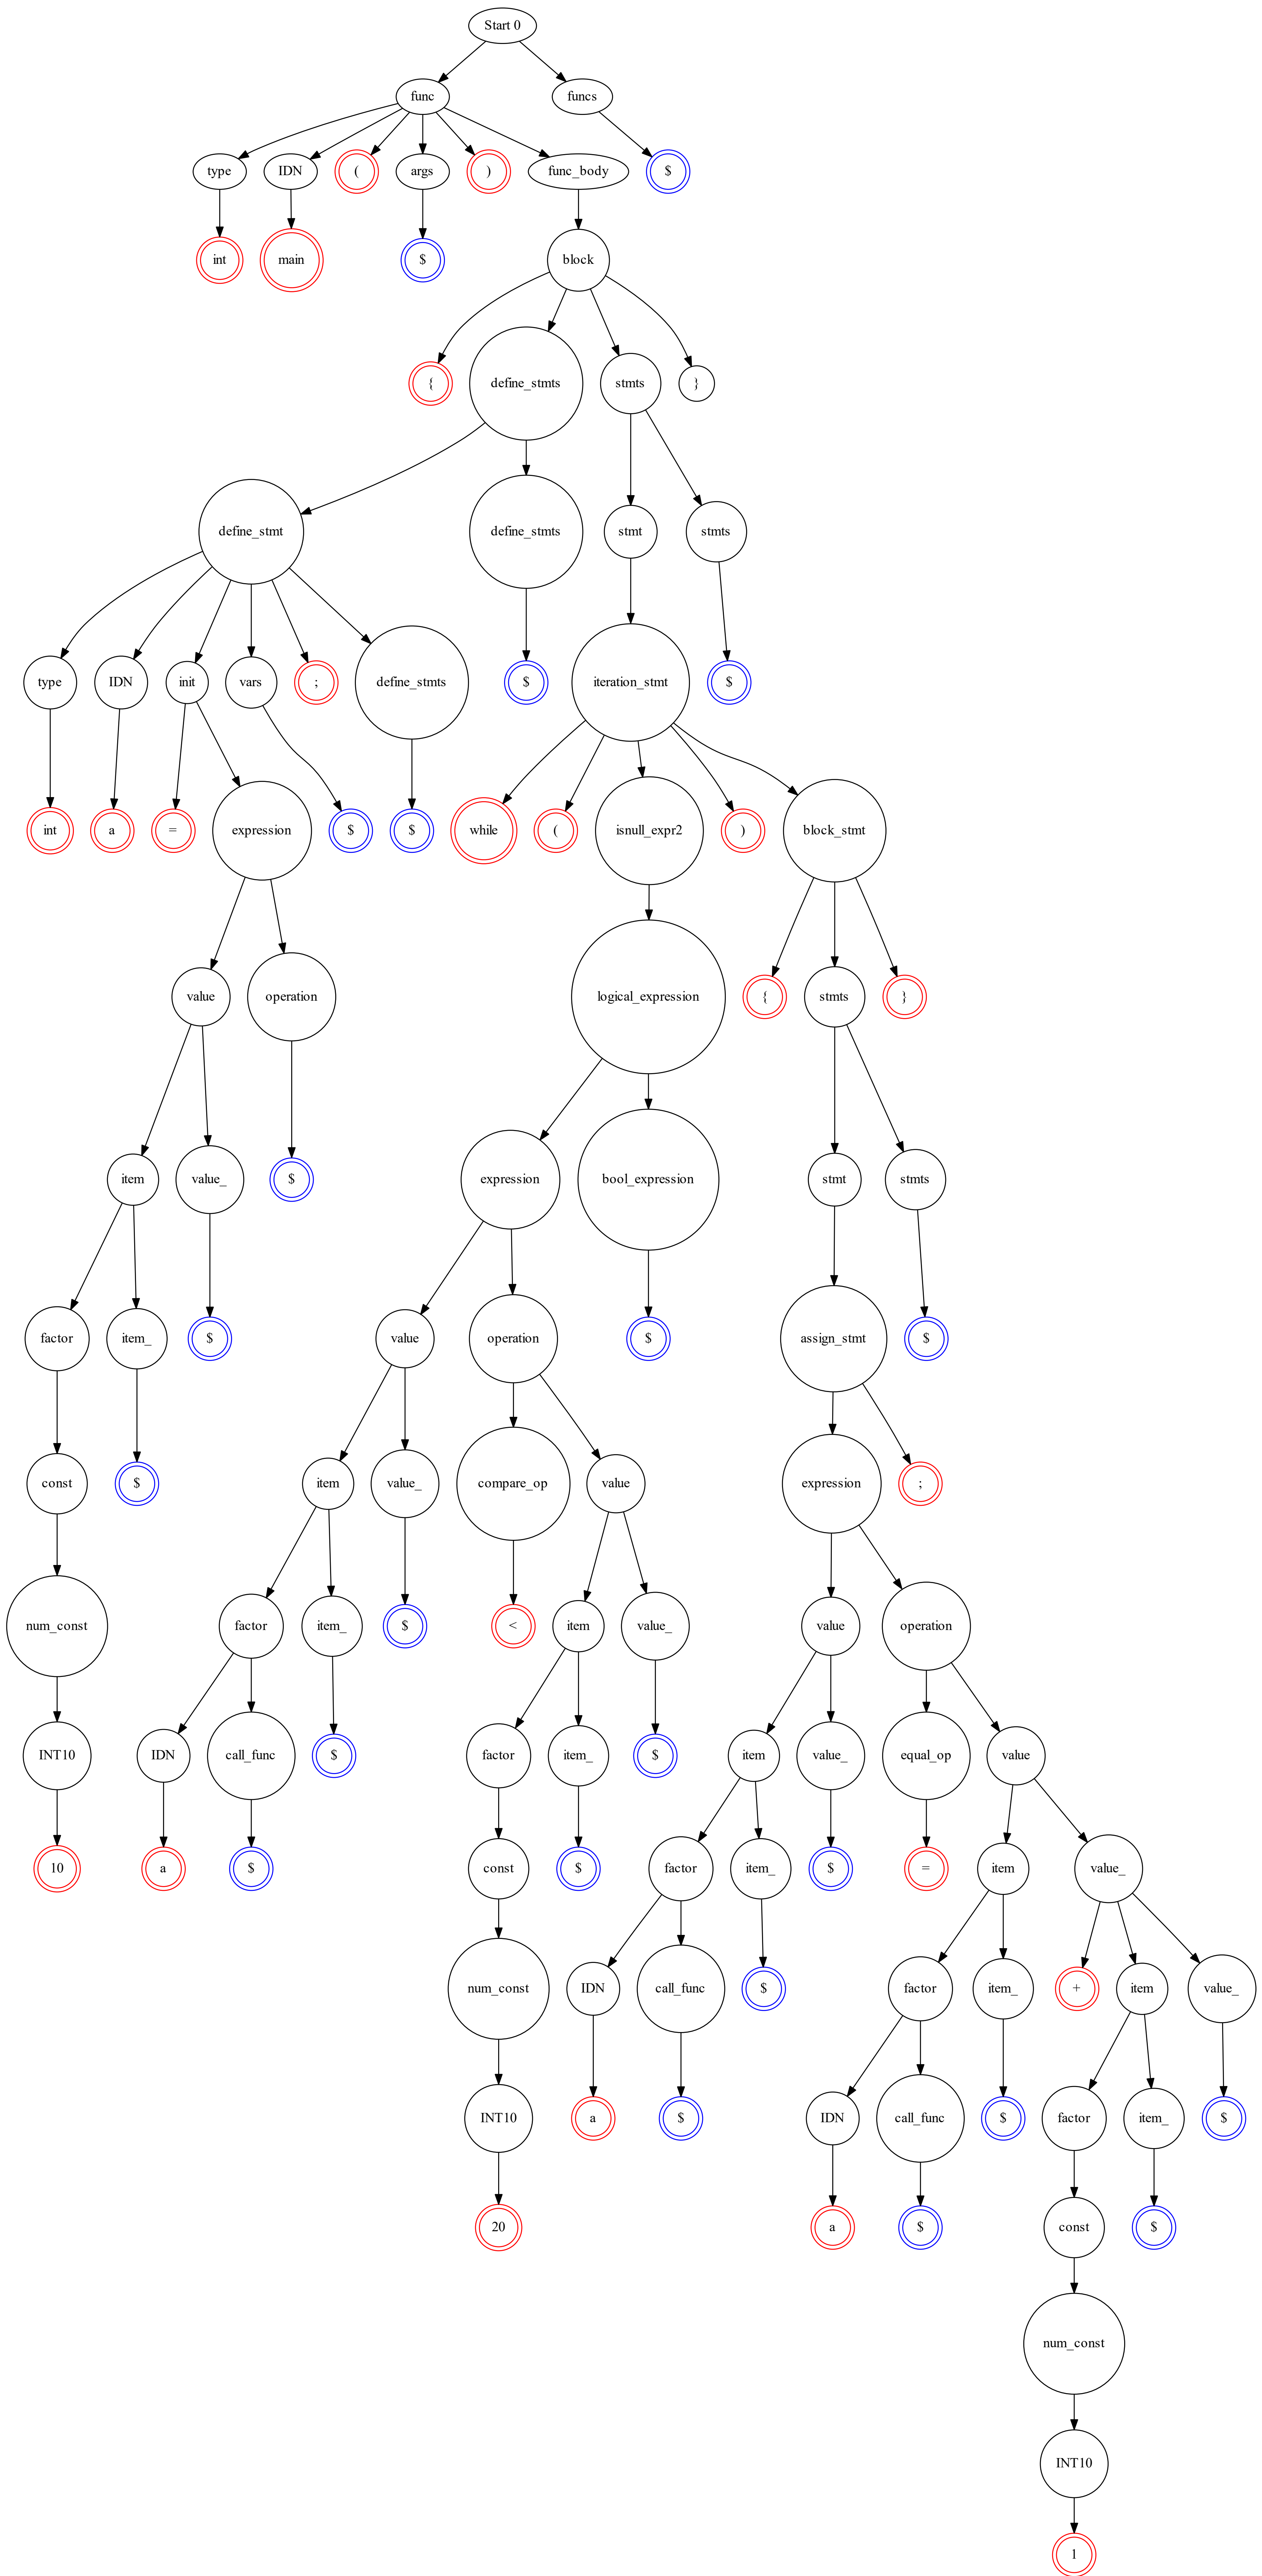 Start 0
func funcs
type IDN ( args ) func_body $
int main $ block
{ define_stmts stmts }
define_stmt define_stmts stmt stmts
type IDN init vars ; define_stmts $ iteration_stmt $
int a = expression $ $ while ( isnull_expr2 ) block_stmt
value operation logical_expression { stmts }
item value_ $ expression bool_expression stmt stmts
factor item_ $ value operation $ assign_stmt $
const $ item value_ compare_op value expression ;
num_const factor item_ $ < item value_ value operation
INT10 IDN call_func $ factor item_ $ item value_ equal_op value
10 a $ const $ factor item_ $ = item value_
num_const IDN call_func $ factor item_ + item value_
INT10 a $ IDN call_func $ factor item_ $
20 a $ const $
num_const
INT10
1